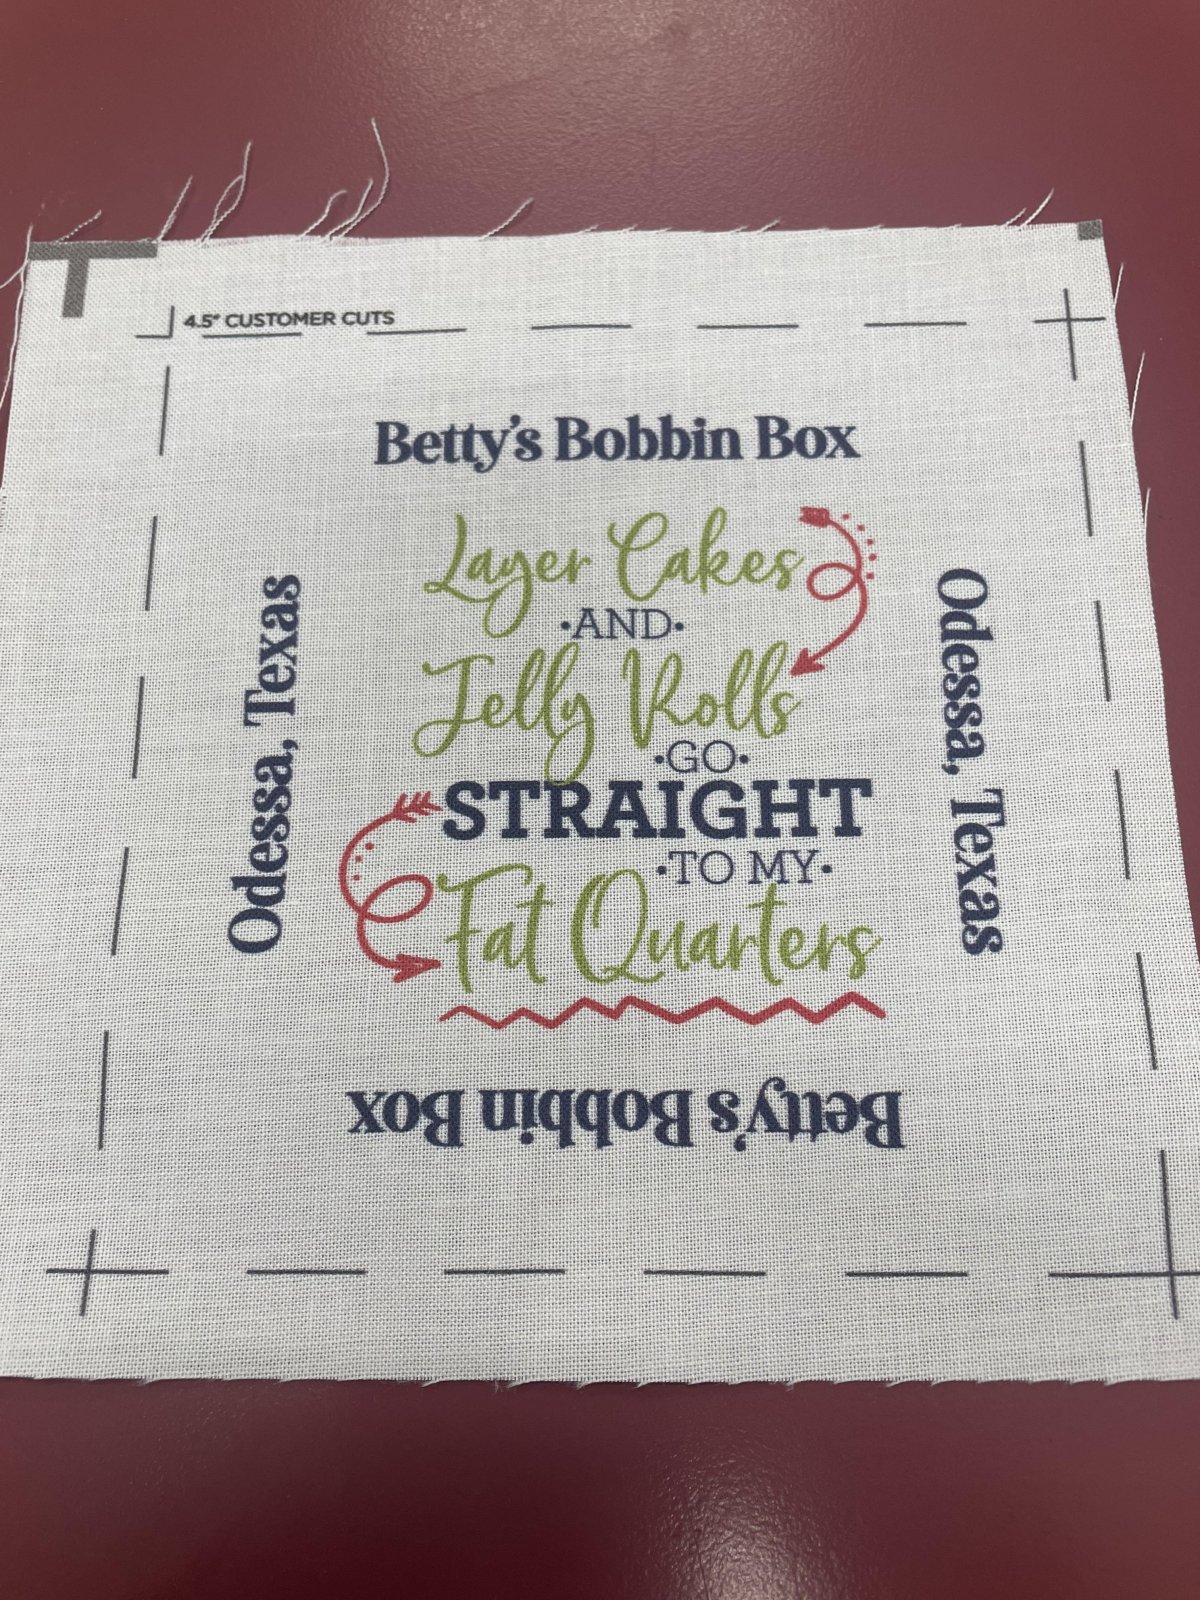 4.5" CUSTOMER CUTS
Betty's Bobbin Box
Layer Cakes
·AND·
Jelly Rolls
·GO·
STRAIGHT
·TO MY·
Fat Quarters
Odessa, Texas
Odessa, Texas
Betty's Bobbin Box